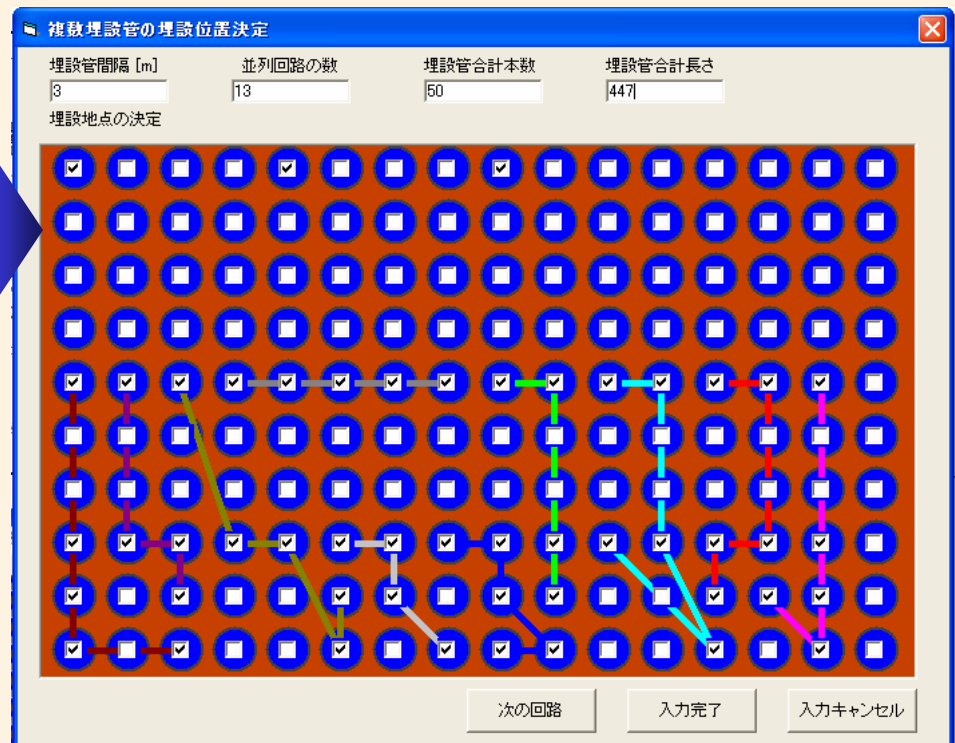 複数埋設管の埋設位置決定
埋設管間隔 [m] 並列回路の数 埋設管合計本数 埋設管合計長さ
3 13 50 447
埋設地点の決定
次の回路 入力完了 入力キャンセル